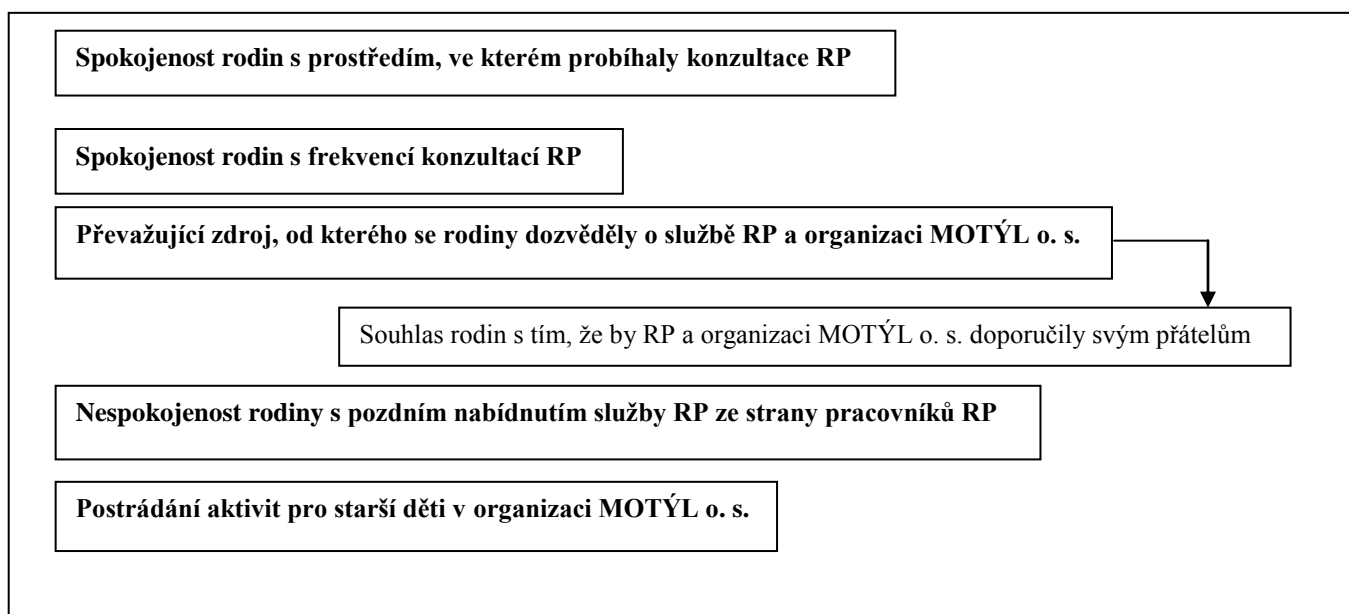 Spokojenost rodin s prostředím, ve kterém probíhaly konzultace RP
Spokojenost rodin s frekvencí konzultací RP
Převažující zdroj, od kterého se rodiny dozvěděly o službě RP a organizaci MOTÝL o. s.
Souhlas rodin s tím, že by RP a organizaci MOTÝL o. s. doporučily svým přátelům
Nespokojenost rodiny s pozdním nabídnutím služby RP ze strany pracovníků RP
Postrádání aktivit pro starší děti v organizaci MOTÝL o. s.